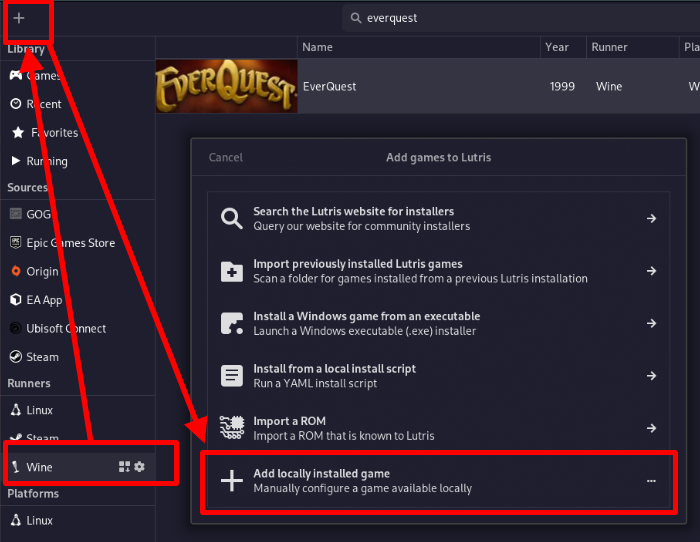 everquest
Library
Games
Recent
Favorites
Running
Sources
GOG
Epic Games Store
Origin
EA App
Ubisoft Connect
Steam
Runners
Linux
Steam
Wine
Platforms
Linux
Name Year Runner
EVERQUEST
EverQuest 1999 Wine
Cancel Add games to Lutris
Search the Lutris website for installers
Query our website for community installers
Import previously installed Lutris games
Scan a folder for games installed from a previous Lutris installation
Install a Windows game from an executable
Launch a Windows executable (.exe) installer
Install from a local install script
Run a YAML install script
Import a ROM
Import a ROM that is known to Lutris
Add locally installed game
Manually configure a game available locally